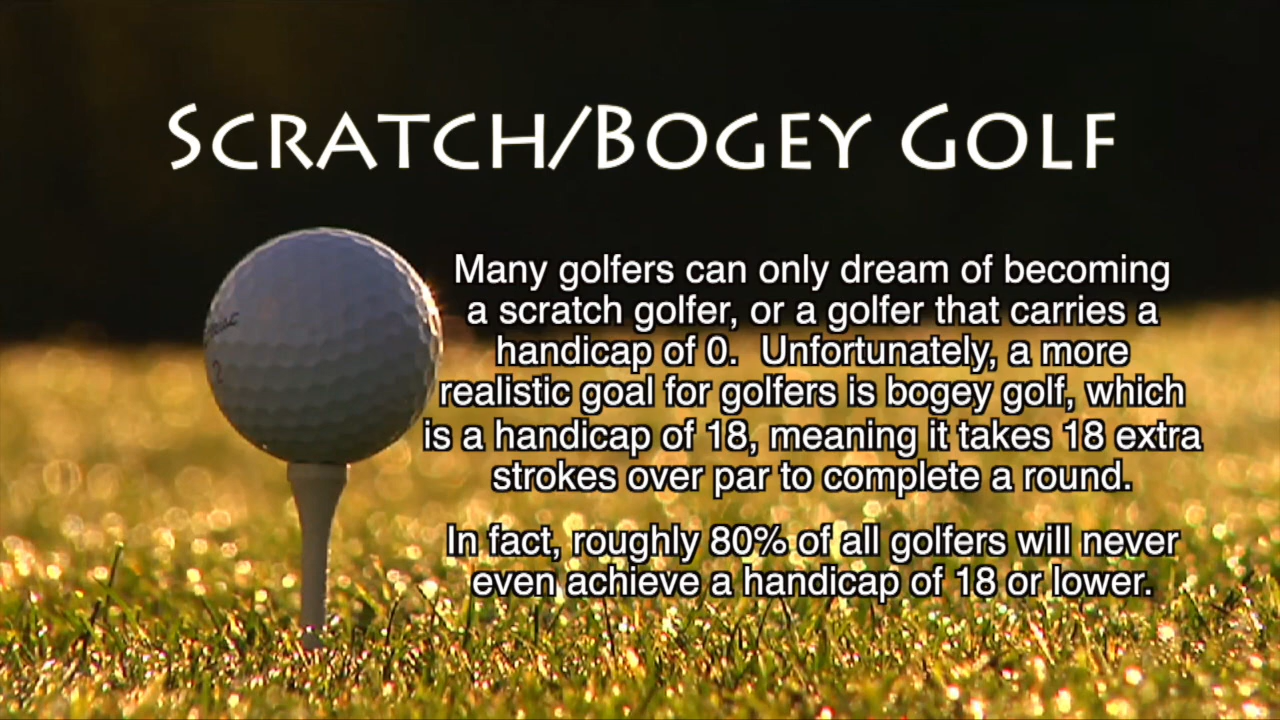 SCRATCH/BOGEY GOLF
Many golfers can only dream of becoming
a scratch golfer, or a golfer that carries a
handicap of 0.  Unfortunately, a more
realistic goal for golfers is bogey golf, which
is a handicap of 18, meaning it takes 18 extra
strokes over par to complete a round.
In fact, roughly 80% of all golfers will never
even achieve a handicap of 18 or lower.
2